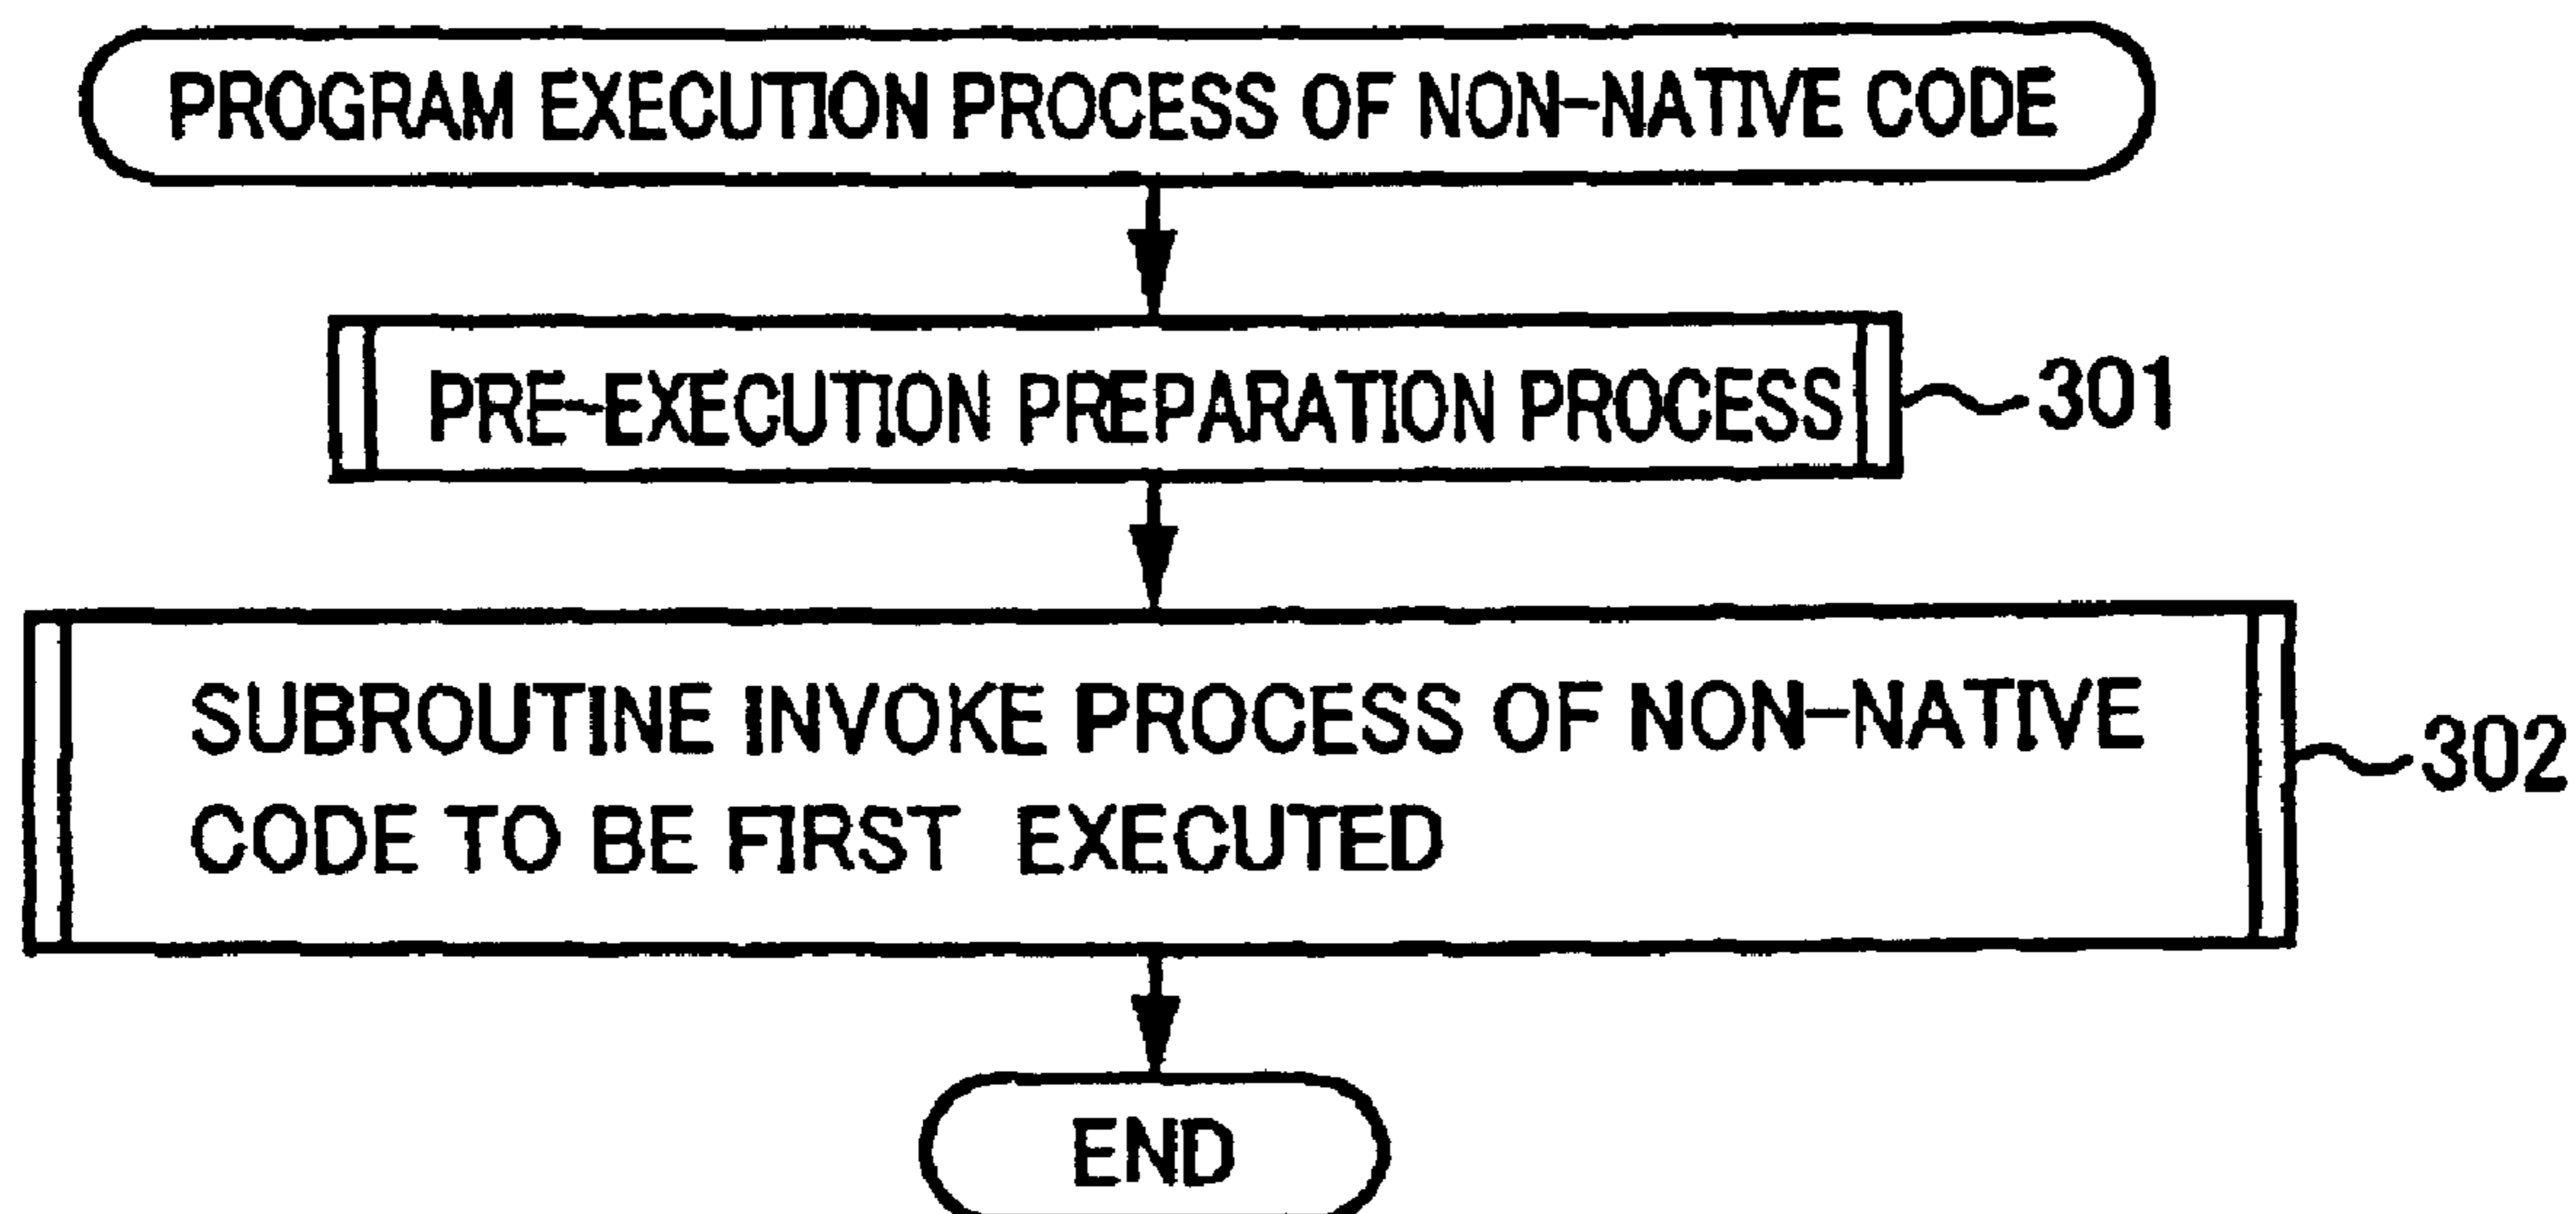 PROGRAM EXECUTION PROCESS OF NON-NATIVE CODE
PRE-EXECUTION PREPARATION PROCESS
301
SUBROUTINE INVOKE PROCESS OF NON-NATIVE
CODE TO BE FIRST EXECUTED
302
END